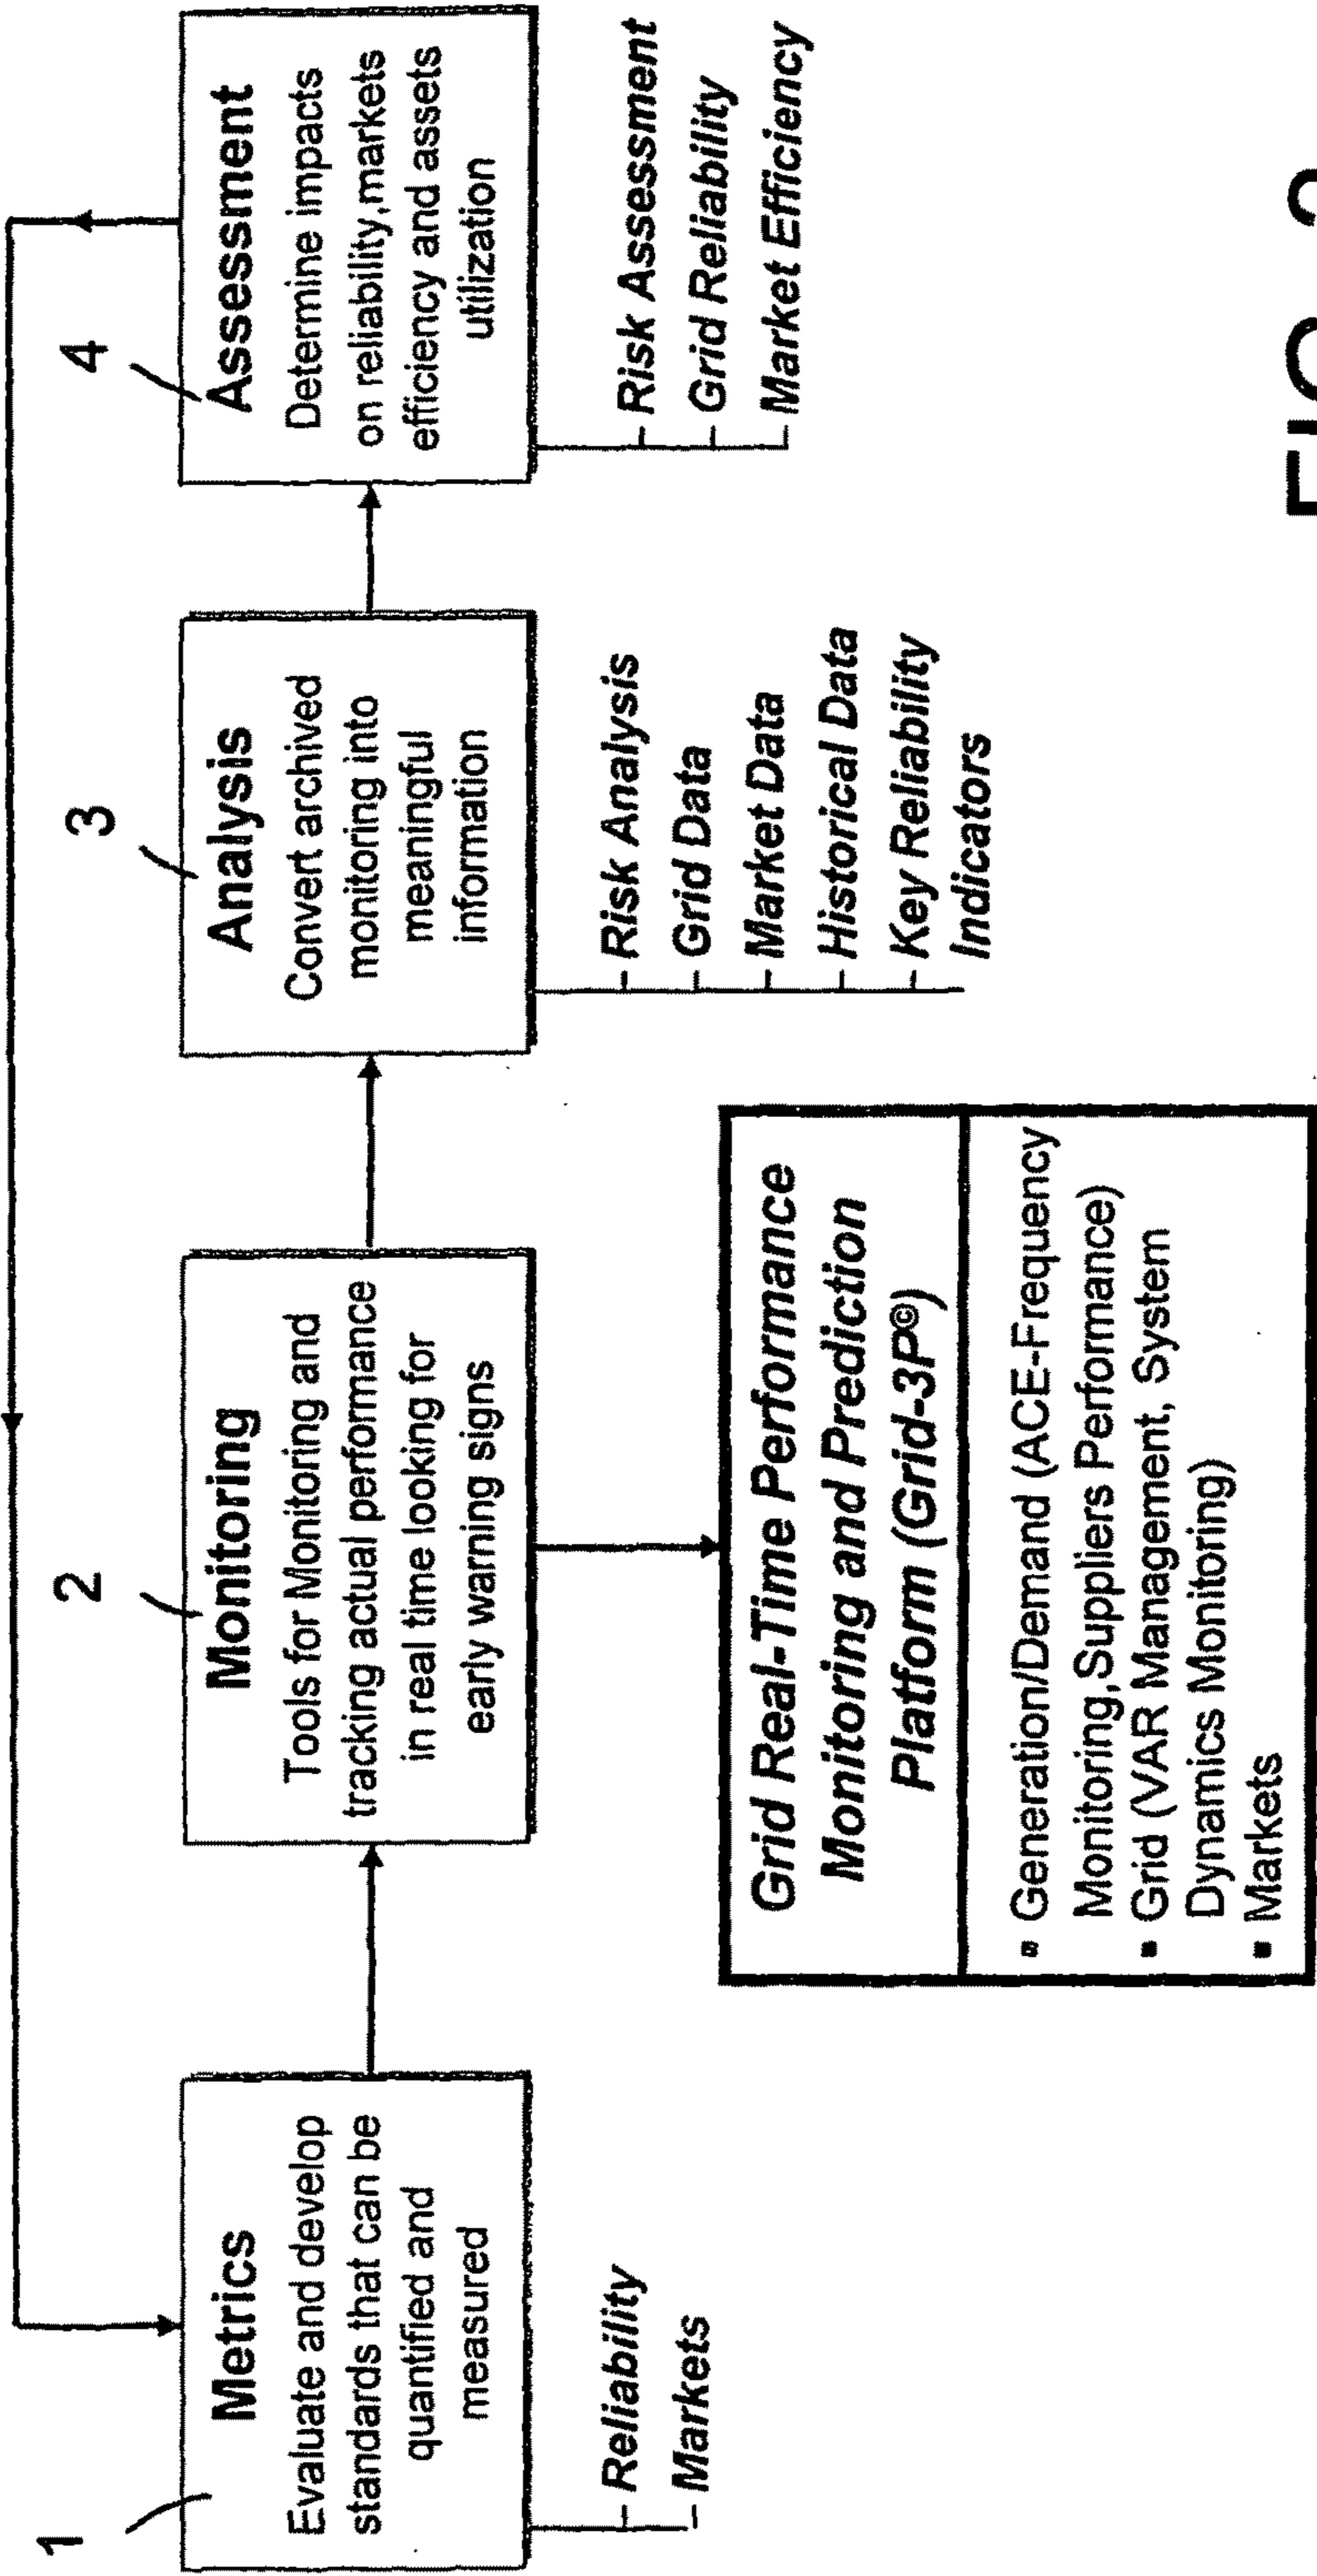 1
Metrics
Evaluate and develop
standards that can be
quantified and
measured
Reliability
Markets
2
Monitoring
Tools for Monitoring and
tracking actual performance
in real time looking for
early warning signs
Grid Real-Time Performance
Monitoring and Prediction
Platform (Grid-3P©)
▪ Generation/Demand (ACE-Frequency
Monitoring,Suppliers Performance)
▪ Grid (VAR Management, System
Dynamics Monitoring)
▪ Markets
3
Analysis
Convert archived
monitoring into
meaningful
information
Risk Analysis
Grid Data
Market Data
Historical Data
Key Reliability
Indicators
4
Assessment
Determine impacts
on reliability,markets
efficiency and assets
utilization
Risk Assessment
Grid Reliability
Market Efficiency